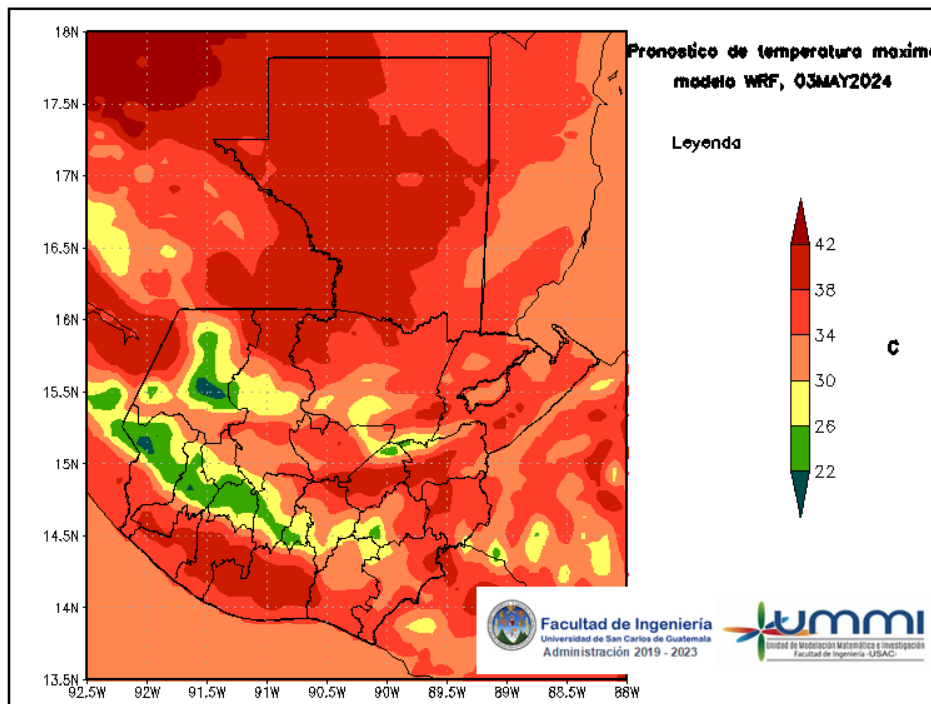 Pronostico de temperatura maxima
modelo WRF, 03MAY2024
Leyenda
42
38
34
30
26
22
C
18N
17.5N
17N
16.5N
16N
15.5N
15N
14.5N
14N
13.5N
92.5W
92W
91.5W
91W
90.5W
90W
89.5W
89W
88.5W
88W
Facultad de Ingeniería
Universidad de San Carlos de Guatemala
Administración 2019 - 2023
ummi
Unidad de Modelación Matemática e Investigación
Facultad de Ingeniería -USAC-